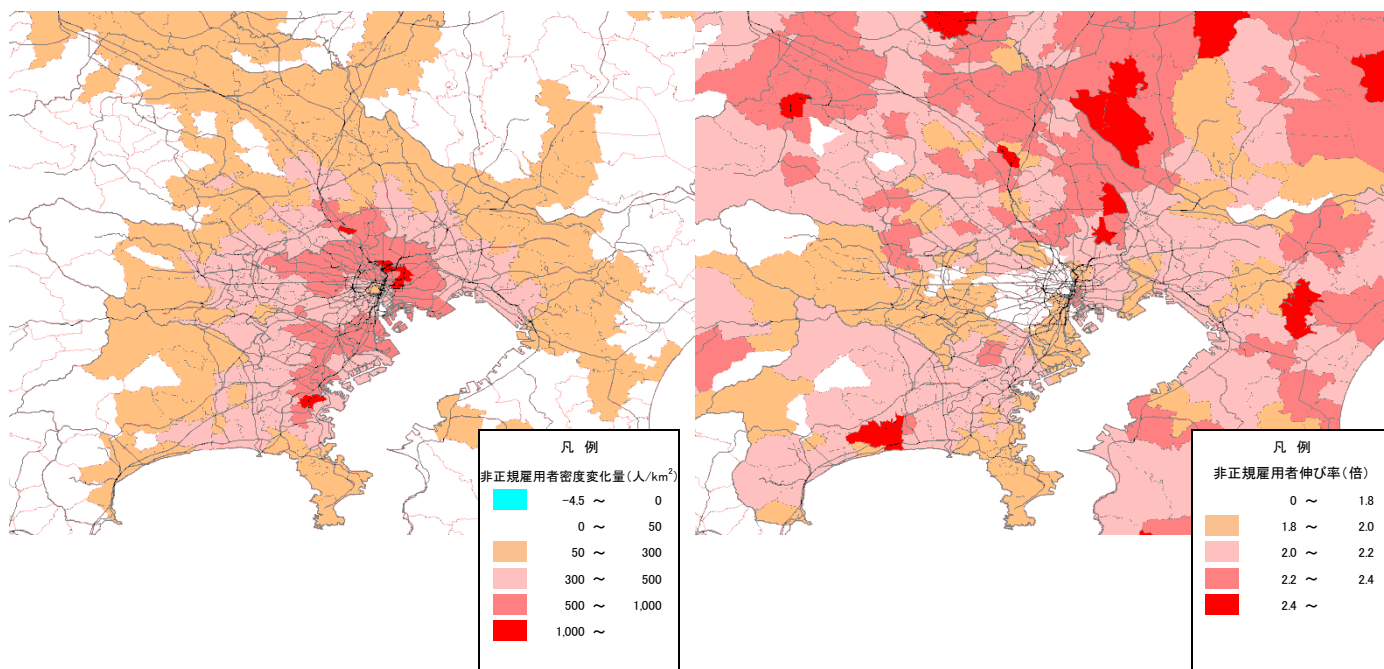 凡 例
非正規雇用者密度変化量(人/km²)
-4.5 ～ 0
0 ～ 50
50 ～ 300
300 ～ 500
500 ～ 1,000
1,000 ～
凡 例
非正規雇用者伸び率(倍)
0 ～ 1.8
1.8 ～ 2.0
2.0 ～ 2.2
2.2 ～ 2.4
2.4 ～